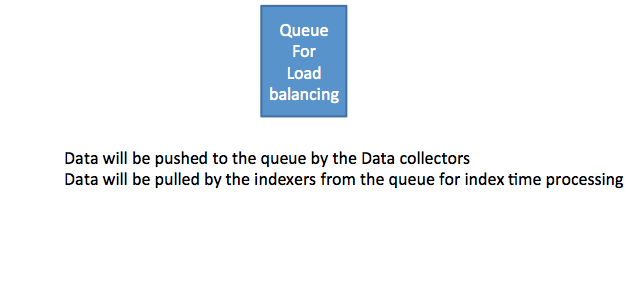 Queue
For
Load
balancing
Data will be pushed to the queue by the Data collectors
Data will be pulled by the indexers from the queue for index time processing